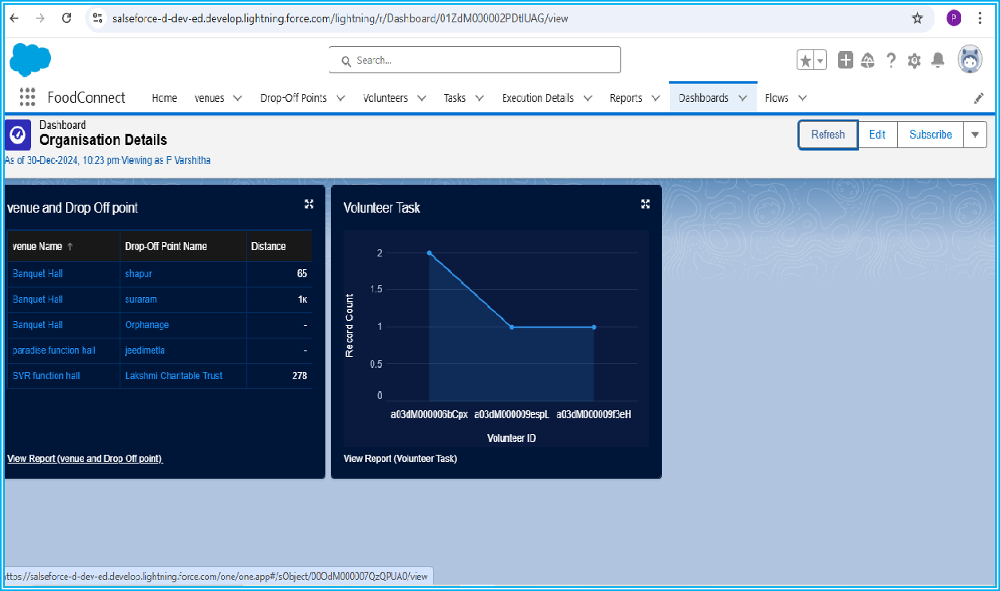 salseforce-d-dev-ed.develop.lightning.force.com/lightning/r/Dashboard/01ZdM000002PDtlUAG/view
P
Search...
FoodConnect Home venues Drop-Off Points Volunteers Tasks Execution Details Reports Dashboards Flows
Dashboard
Organisation Details
As of 30-Dec-2024, 10:23 pm·Viewing as P Varshitha
Refresh Edit Subscribe
venue and Drop Off point
venue Name ↑ Drop-Off Point Name Distance
Banquet Hall shapur 65
Banquet Hall suraram 1K
Banquet Hall Orphanage -
paradise function hall jeedimetla -
SVR function hall Lakshmi Charitable Trust 278
View Report (venue and Drop Off point)
Volunteer Task
Record Count
2
1.5
1
0.5
0
a03dM000006bCpx a03dM000009espL a03dM000009f3eH
Volunteer ID
View Report (Volunteer Task)
ttps://salseforce-d-dev-ed.develop.lightning.force.com/one/one.app#/sObject/00OdM000007QzQPUA0/view